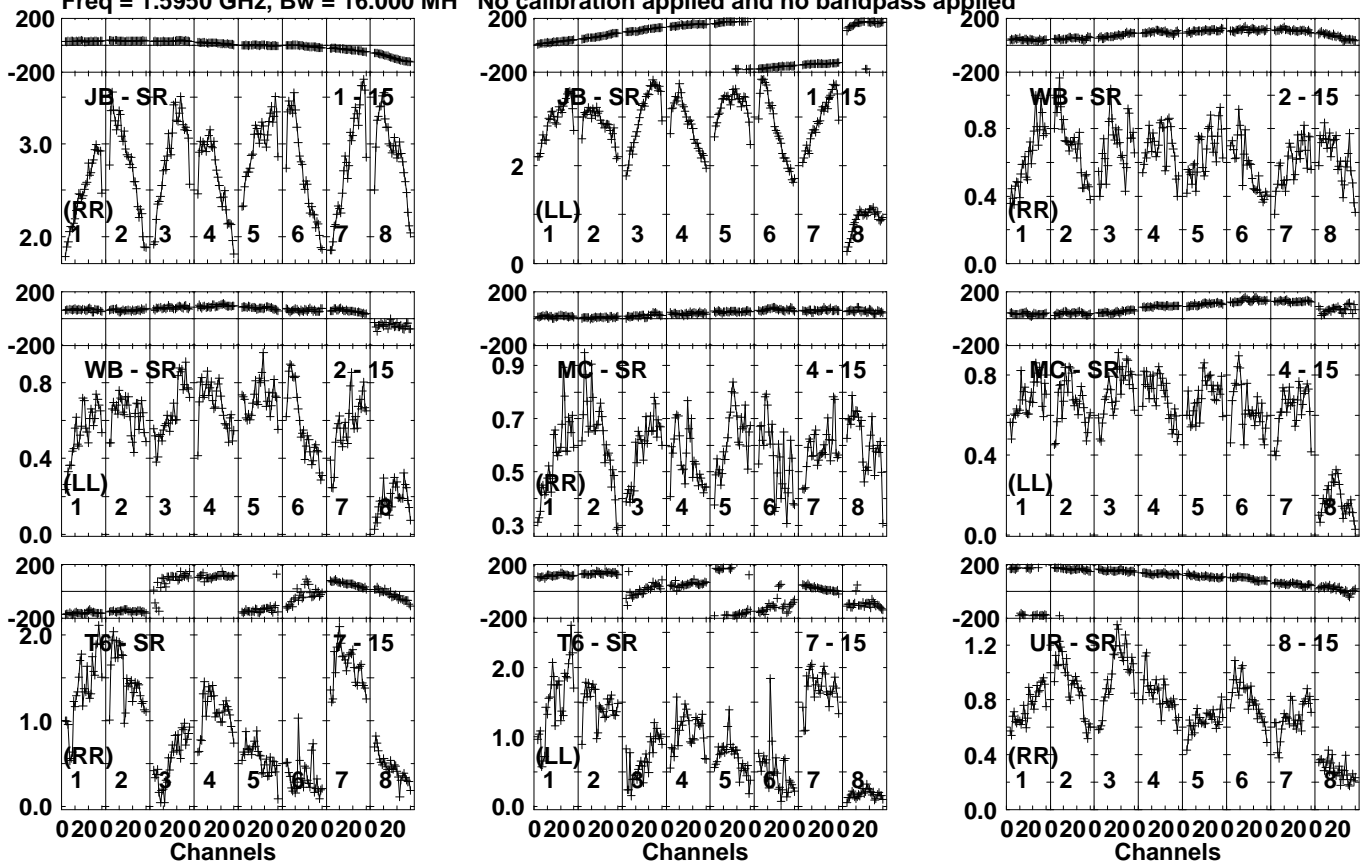 Freq = 1.5950 GHz, Bw = 16.000 MH No calibration applied and no bandpass applied
200 200 200
-200 -200 -200
JB - SR 1 - 15 JB - SR 1 - 15 WB - SR 2 - 15
3.0 2 0.8
0.4
(RR) (LL) (RR)
2.0
1 2 3 4 5 6 7 8 1 2 3 4 5 6 7 8 1 2 3 4 5 6 7 8
0 0.0
200 200 200
-200 -200 -200
WB - SR 2 - 15 MC - SR 4 - 15 MC - SR 4 - 15
0.8 0.9 0.8
0.7
0.4 0.5 0.4
(LL) (RR) (LL)
1 2 3 4 5 6 7 8 1 2 3 4 5 6 7 8 1 2 3 4 5 6 7 8
0.0 0.3 0.0
200 200 200
-200 -200 -200
T6 - SR 7 - 15 T6 - SR 7 - 15 UR - SR 8 - 15
2.0 2.0 1.2
0.8
1.0 1.0
(RR) (LL) 0.4 (RR)
1 2 3 4 5 6 7 8 1 2 3 4 5 6 7 8 1 2 3 4 5 6 7 8
0.0 0.0 0.0
0 20 0 20 0 20 0 20 0 20 0 20 0 20 0 20 0 20 0 20 0 20 0 20 0 20 0 20 0 20 0 20 0 20 0 20 0 20 0 20 0 20 0 20 0 20 0 20
Channels Channels Channels